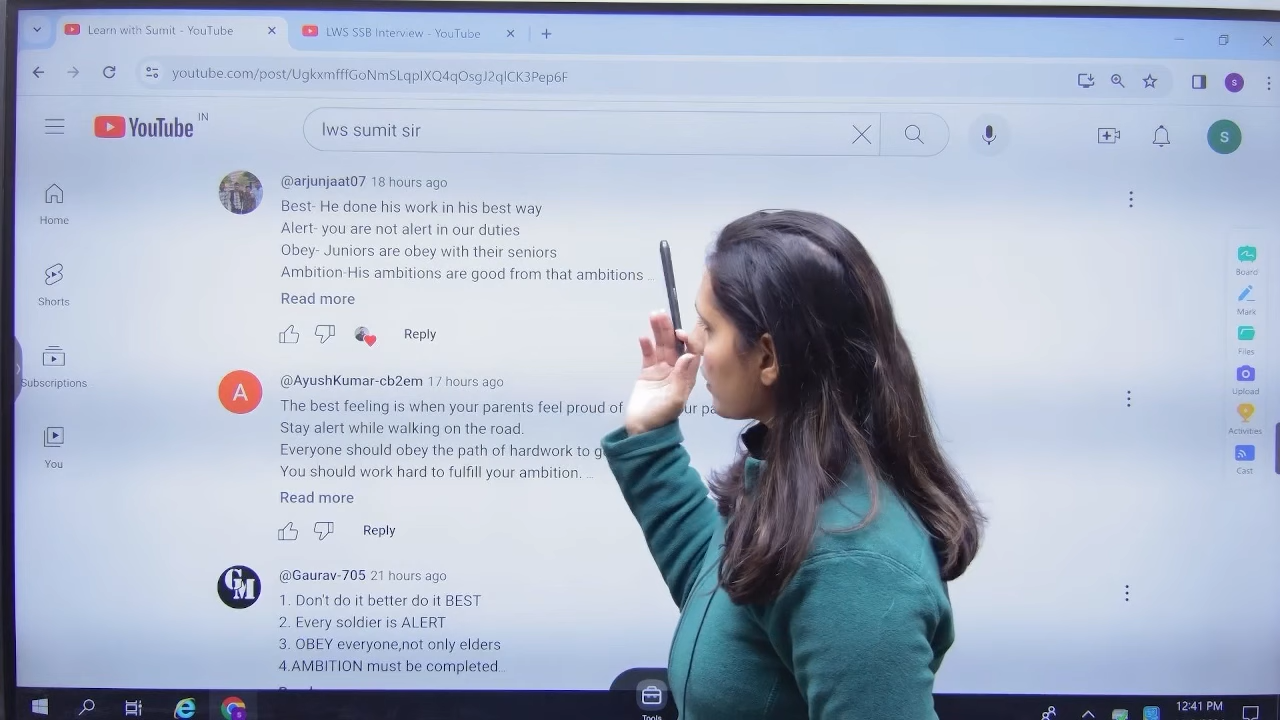 Learn with Sumit - YouTube
LWS SSB Interview - YouTube
youtube.com/post/UgkxmfffGoNmSLqpIXQ4qOsgJ2qlCK3Pep6F
S
YouTube IN
lws sumit sir
S
Home
Shorts
Subscriptions
You
@arjunjaat07 18 hours ago
Best- He done his work in his best way
Alert- you are not alert in our duties
Obey- Juniors are obey with their seniors
Ambition-His ambitions are good from that ambitions ...
Read more
Reply
A
@AyushKumar-cb2em 17 hours ago
The best feeling is when your parents feel proud of
Stay alert while walking on the road.
Everyone should obey the path of hardwork to
You should work hard to fulfill your ambition. ...
Read more
Reply
GM
@Gaurav-705 21 hours ago
1. Don't do it better do it BEST
2. Every soldier is ALERT
3. OBEY everyone,not only elders
4.AMBITION must be completed..
Board
Mark
Files
Upload
Activities
Cast
Tools
12:41 PM